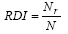 RDI = N_r / N